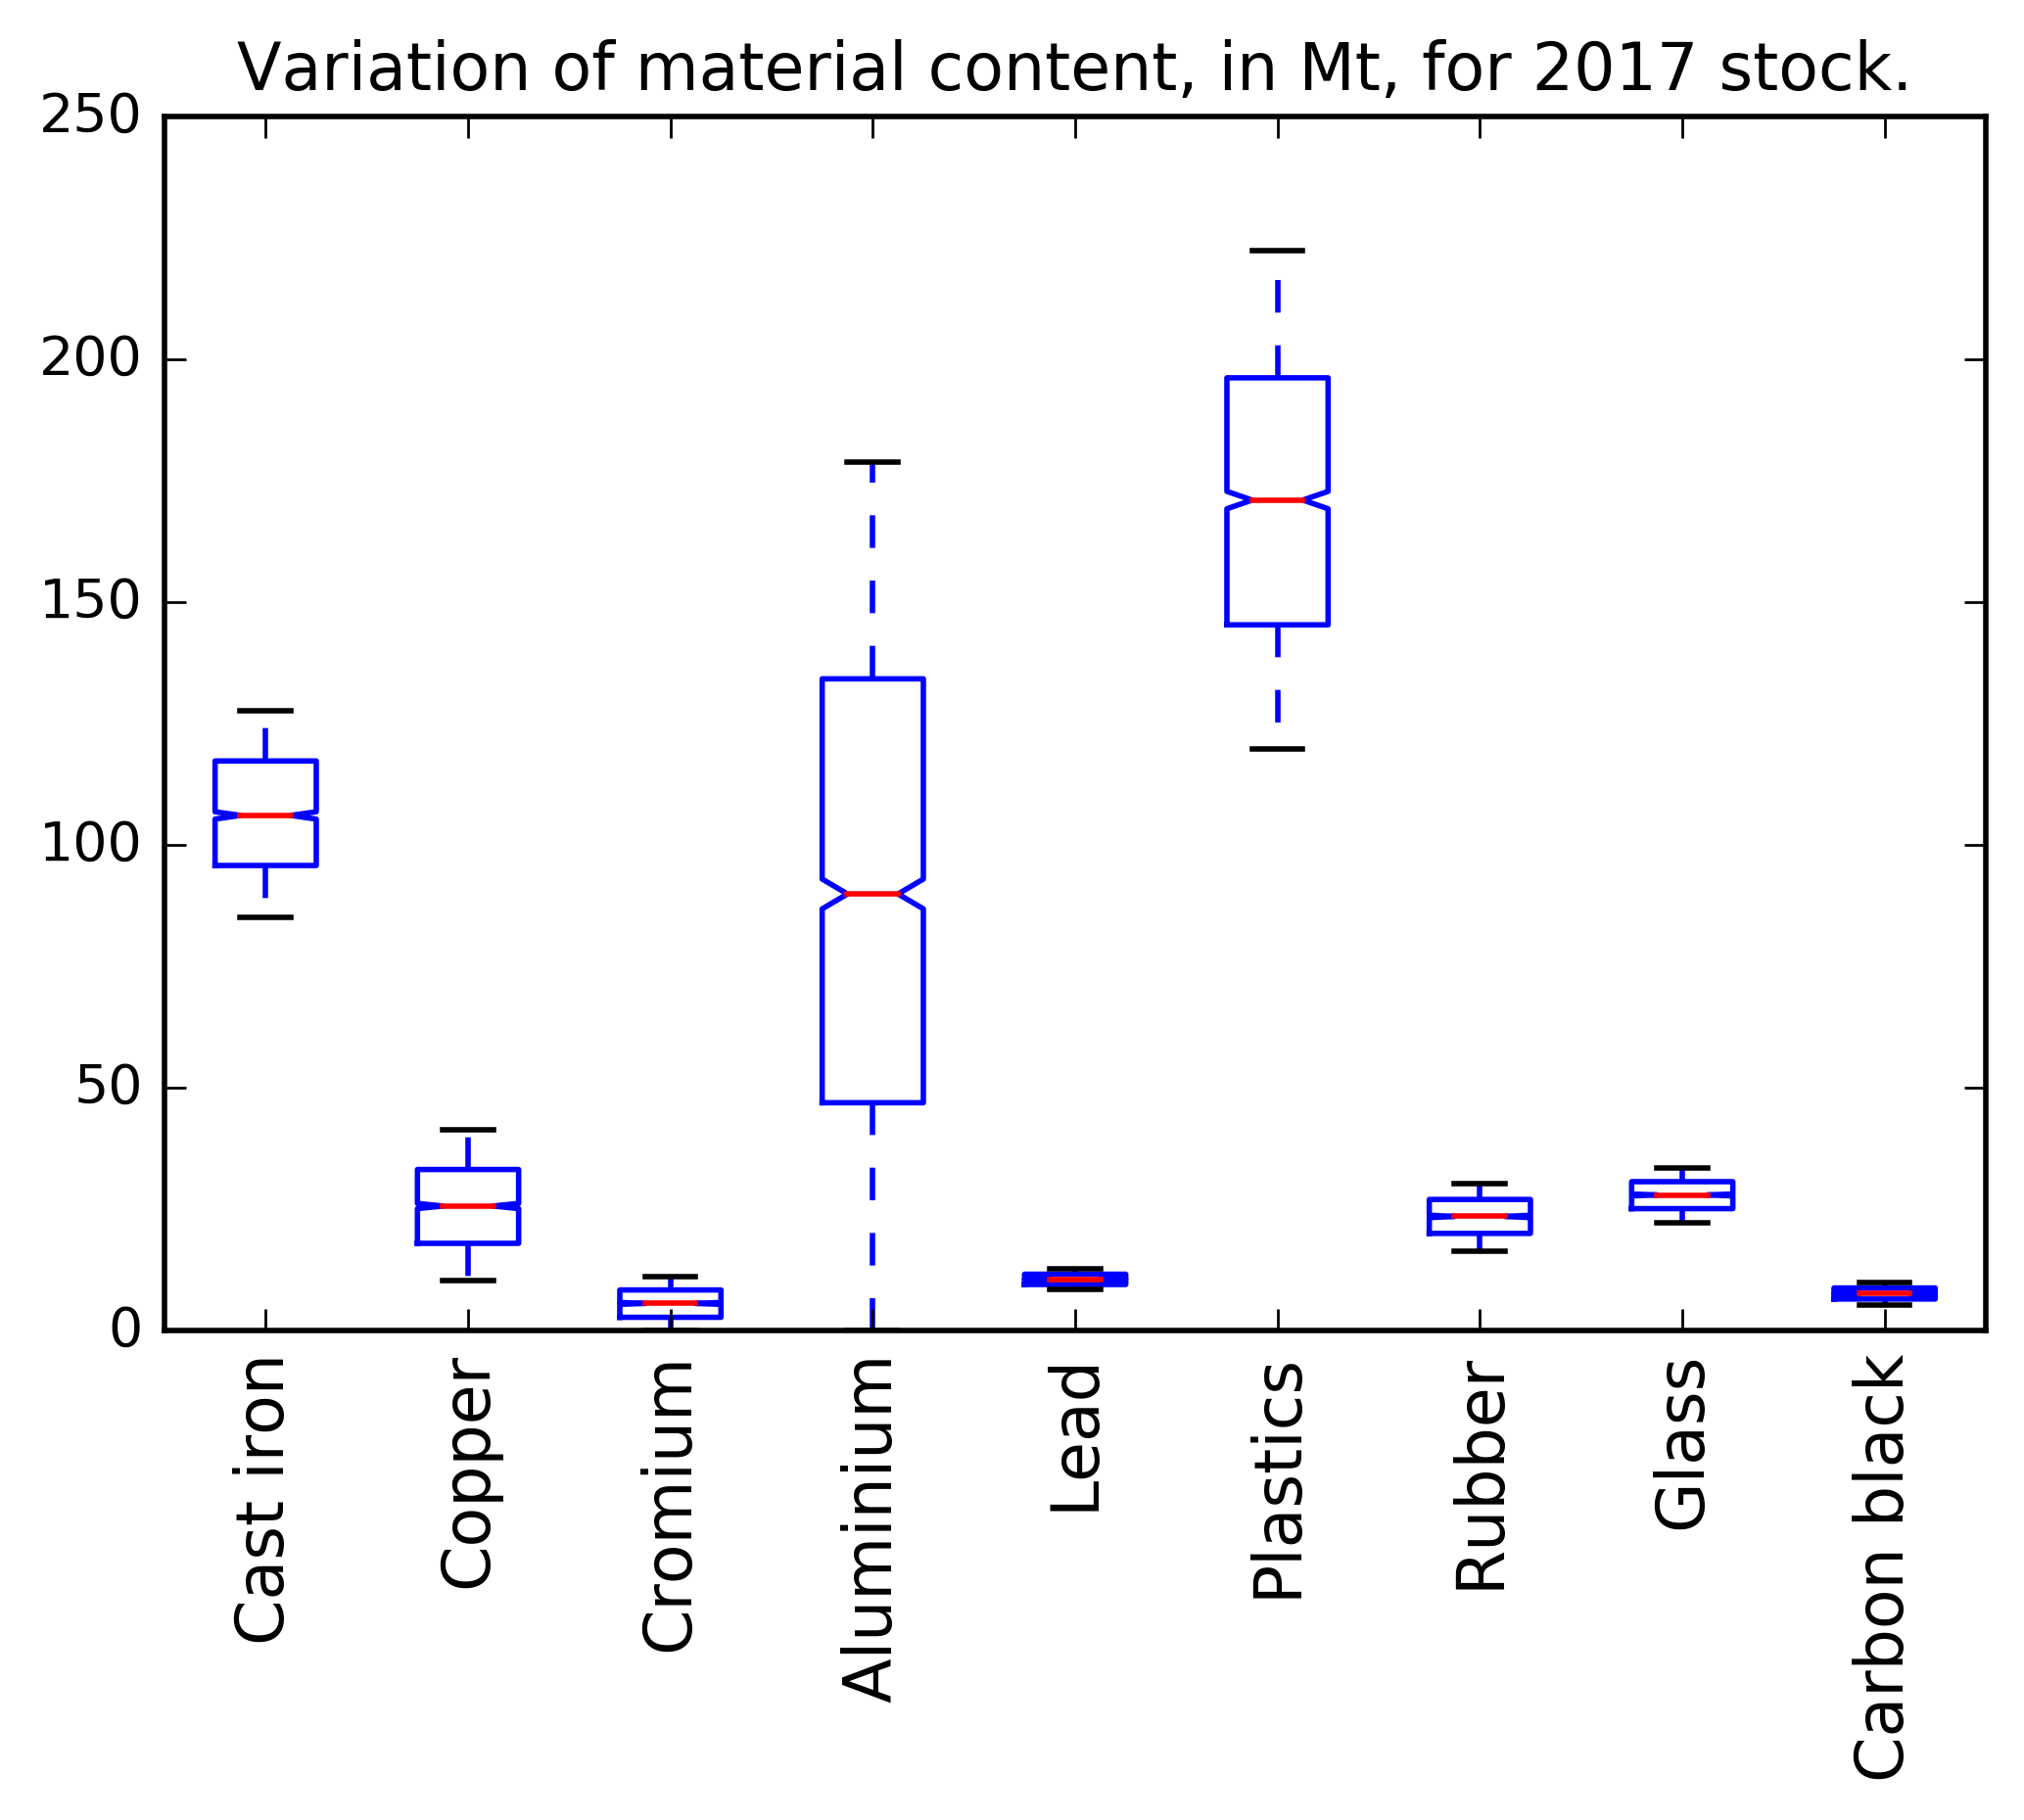 Variation of material content, in Mt, for 2017 stock.
250
200
150
100
50
0
Cast iron
Copper
Cromium
Aluminium
Lead
Plastics
Rubber
Glass
Carbon black